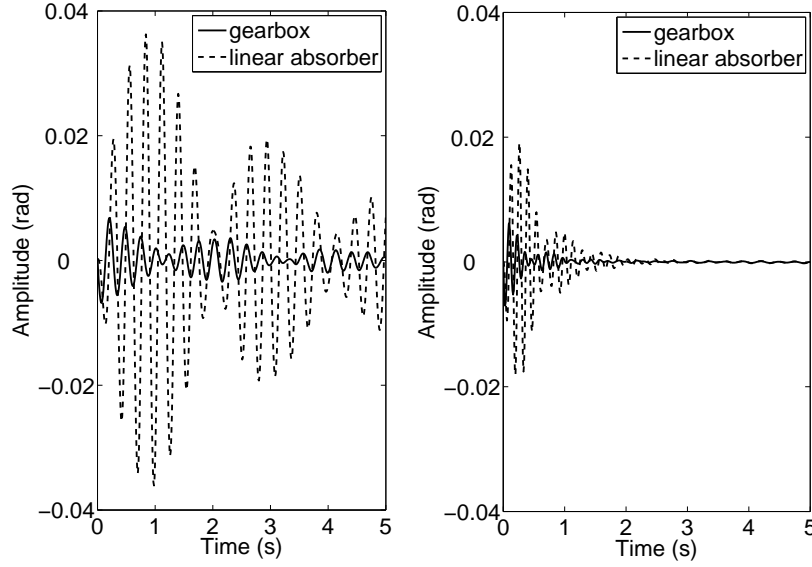 0.04
0.02
0
−0.02
−0.04
Amplitude (rad)
gearbox
linear absorber
0 1 2 3 4 5
Time (s)
0.04
0.02
0
−0.02
−0.04
Amplitude (rad)
gearbox
linear absorber
0 1 2 3 4 5
Time (s)